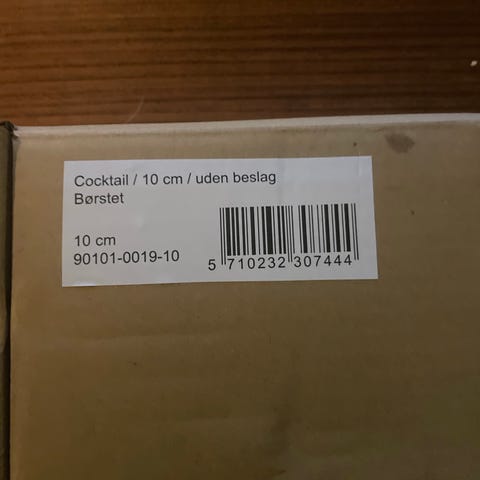 Cocktail / 10 cm / uden beslag
Børstet
10 cm
90101-0019-10
5 710232 307444